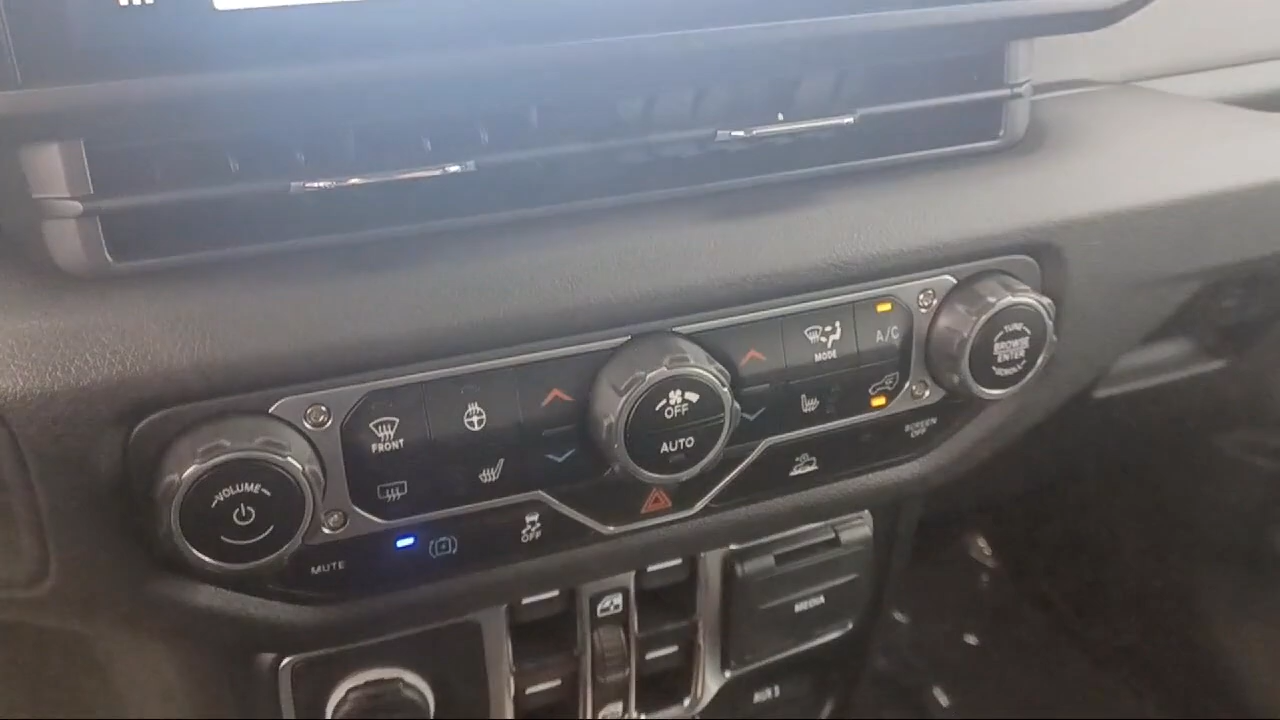 FRONT
OFF
AUTO
MODE
A/C
TUNE
BROWSE
ENTER
SCROLL
VOLUME
MUTE
OFF
SCREEN
OFF
MEDIA